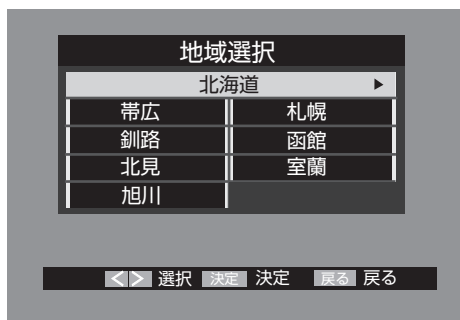 地域選択
北海道 ▶
帯広 札幌
釧路 函館
北見 室蘭
旭川
＜＞ 選択 決定 決定 戻る 戻る